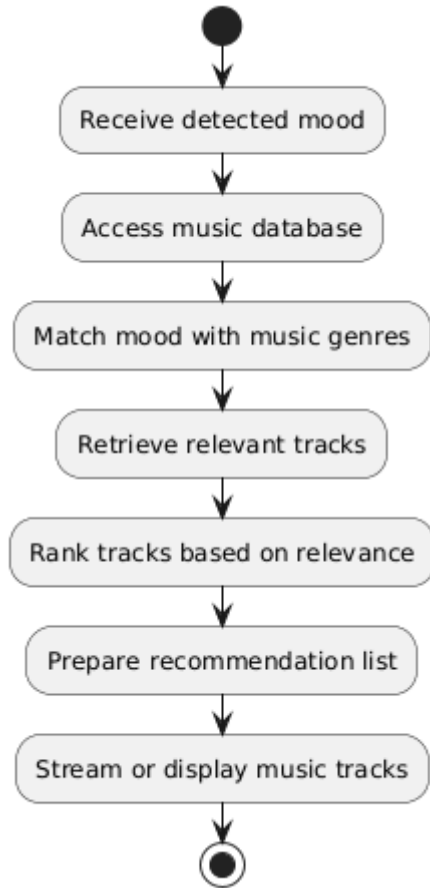 Receive detected mood
Access music database
Match mood with music genres
Retrieve relevant tracks
Rank tracks based on relevance
Prepare recommendation list
Stream or display music tracks